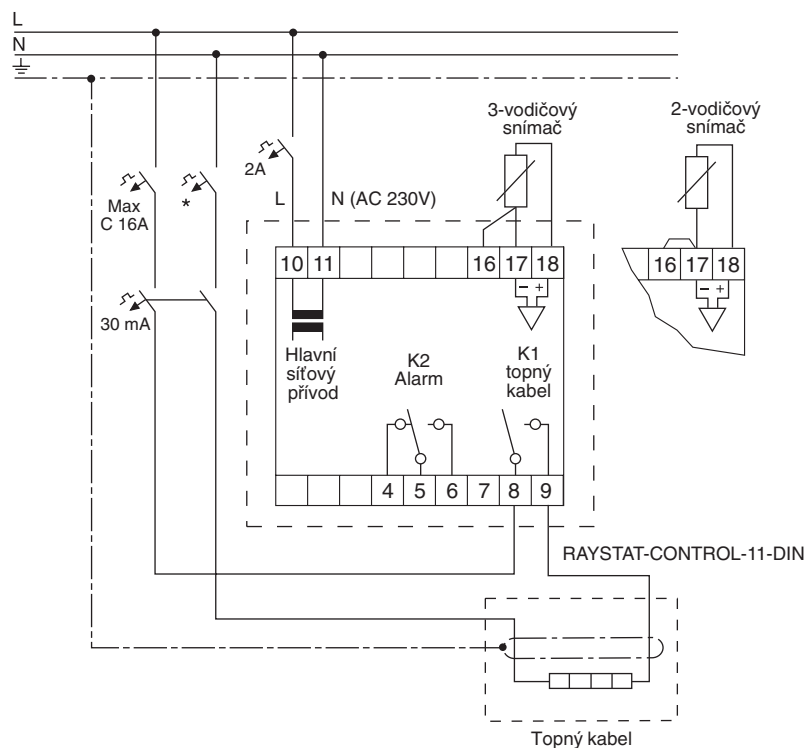 L
N
3-vodičový
snímač
2-vodičový
snímač
2A
Max
C 16A
*
L
N (AC 230V)
10 11 16 17 18
16 17 18
- +
- +
30 mA
Hlavní
síťový
přívod
K2
Alarm
K1
topný
kabel
4 5 6 7 8 9
RAYSTAT-CONTROL-11-DIN
Topný kabel